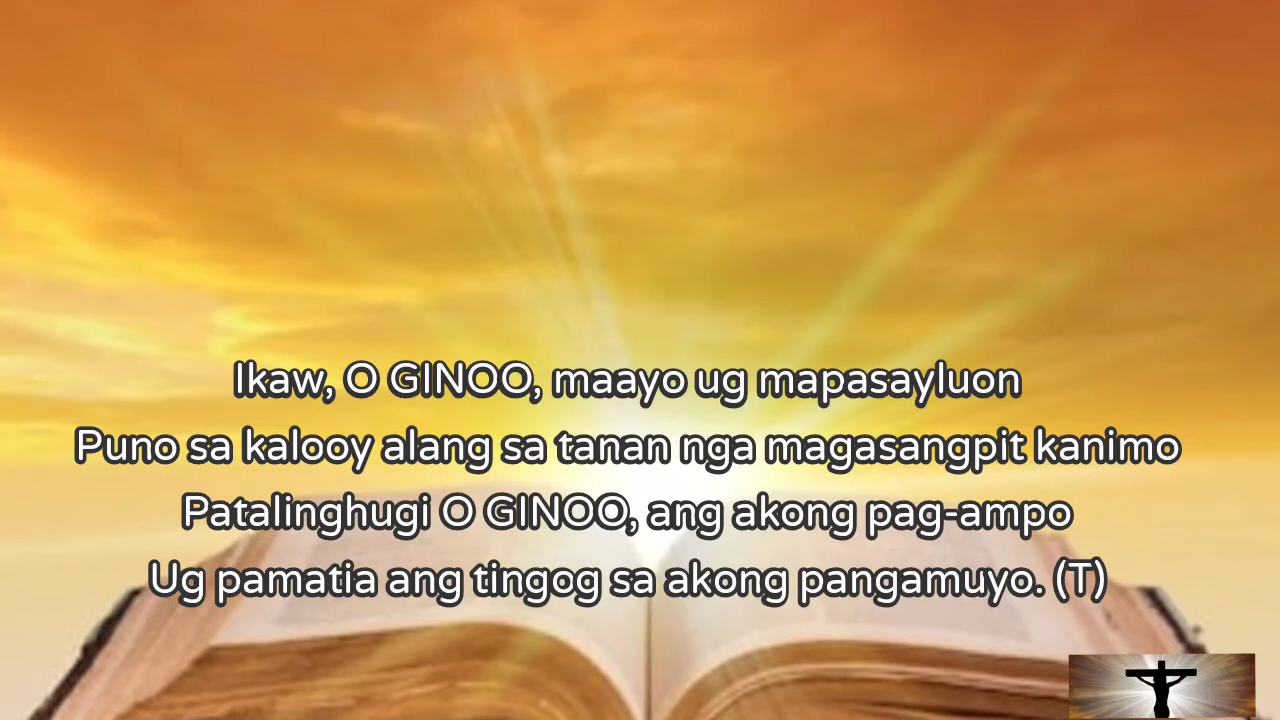 Ikaw, O GINOO, maayo ug mapasayluon
Puno sa kalooy alang sa tanan nga magasangpit kanimo
Patalinghugi O GINOO, ang akong pag-ampo
Ug pamatia ang tingog sa akong pangamuyo. (T)